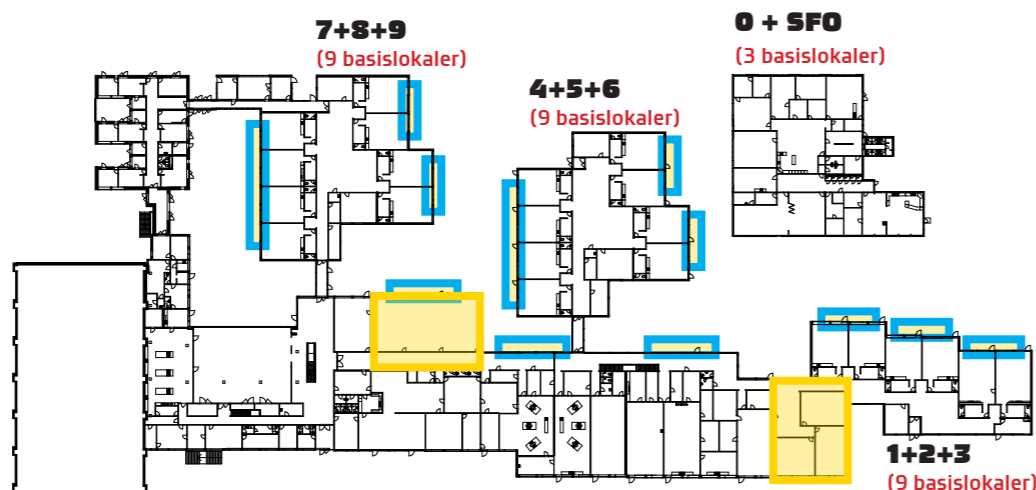 7+8+9
(9 basislokaler)
4+5+6
(9 basislokaler)
0 + SFO
(3 basislokaler)
1+2+3
(9 basislokaler)